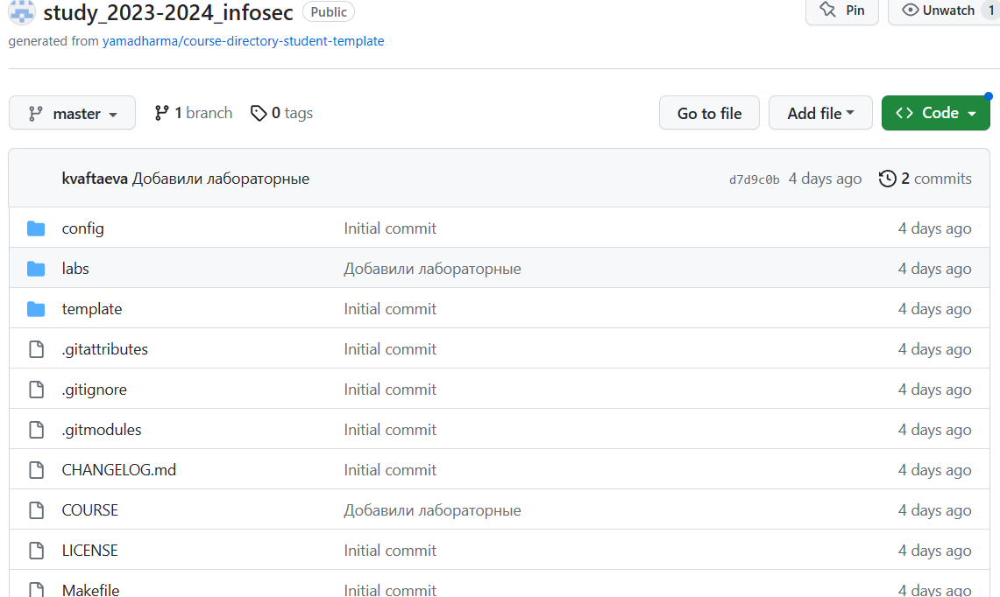 study_2023-2024_infosec Public Pin Unwatch 1
generated from yamadharma/course-directory-student-template
master 1 branch 0 tags Go to file Add file Code
kvaftaeva Добавили лабораторные d7d9c0b 4 days ago 2 commits
config Initial commit 4 days ago
labs Добавили лабораторные 4 days ago
template Initial commit 4 days ago
.gitattributes Initial commit 4 days ago
.gitignore Initial commit 4 days ago
.gitmodules Initial commit 4 days ago
CHANGELOG.md Initial commit 4 days ago
COURSE Добавили лабораторные 4 days ago
LICENSE Initial commit 4 days ago
Makefile Initial commit 4 days ago